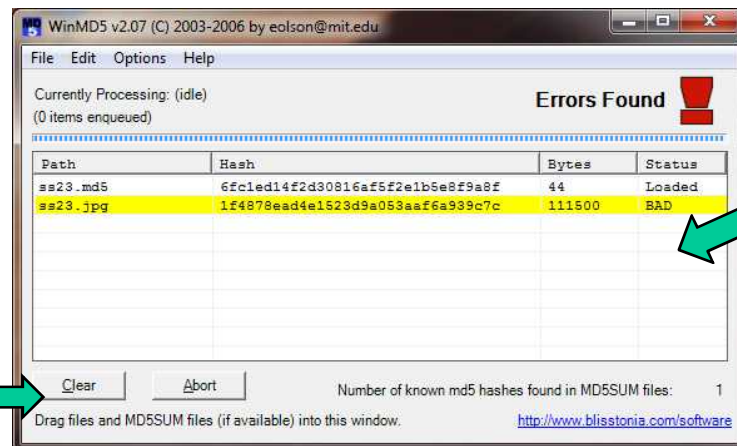 WinMD5 v2.07 (C) 2003-2006 by eolson@mit.edu
File Edit Options Help
Currently Processing: (idle)
(0 items enqueued)
Errors Found
Path Hash Bytes Status
ss23.md5 6fc1ed14f2d30816af5f2e1b5e8f9a8f 44 Loaded
ss23.jpg 1f4878ead4e1523d9a053aaf6a939c7c 111500 BAD
Clear Abort Number of known md5 hashes found in MD5SUM files: 1
Drag files and MD5SUM files (if available) into this window. http://www.blisstonia.com/software